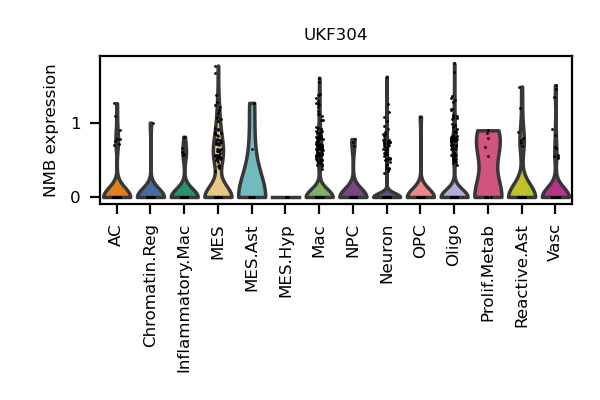 UKF304
NMB expression
1
0
AC
Chromatin.Reg
Inflammatory.Mac
MES
MES.Ast
MES.Hyp
Mac
NPC
Neuron
OPC
Oligo
Prolif.Metab
Reactive.Ast
Vasc